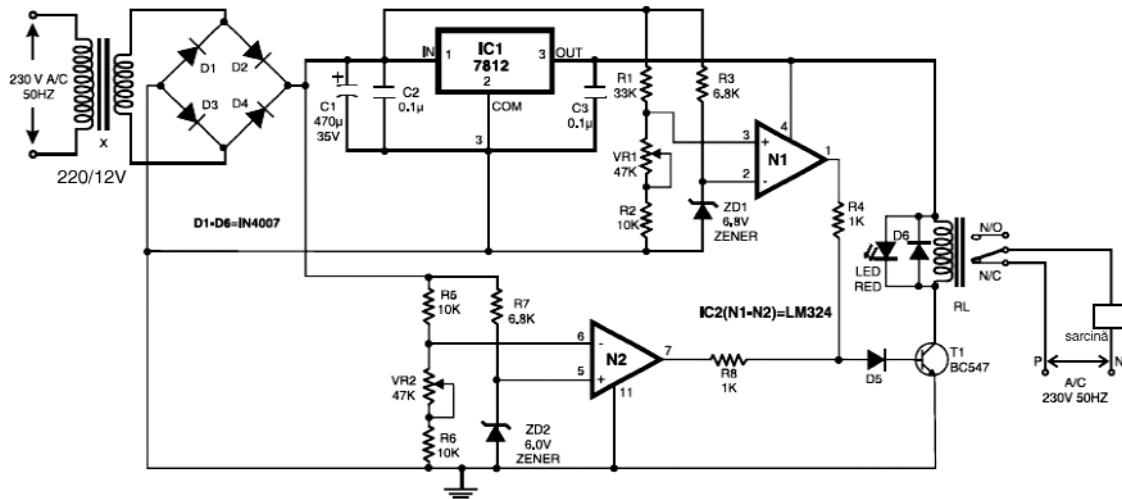 230 V A/C
50HZ
X
220/12V
D1
D2
D3
D4
D1-D6=IN4007
C1
470µ
35V
C2
0.1µ
IN
1
IC1
7812
2
3
OUT
COM
3
C3
0.1µ
R1
33K
VR1
47K
R2
10K
R3
6.8K
ZD1
6.8V
ZENER
3
+
2
-
N1
4
1
R4
1K
D6
LED
RED
N/O
N/C
RL
sarcină
P
N
A/C
230V 50HZ
T1
BC547
D5
R5
10K
VR2
47K
R6
10K
R7
6.8K
ZD2
6.0V
ZENER
6
-
5
+
N2
7
11
IC2(N1-N2)=LM324
R8
1K